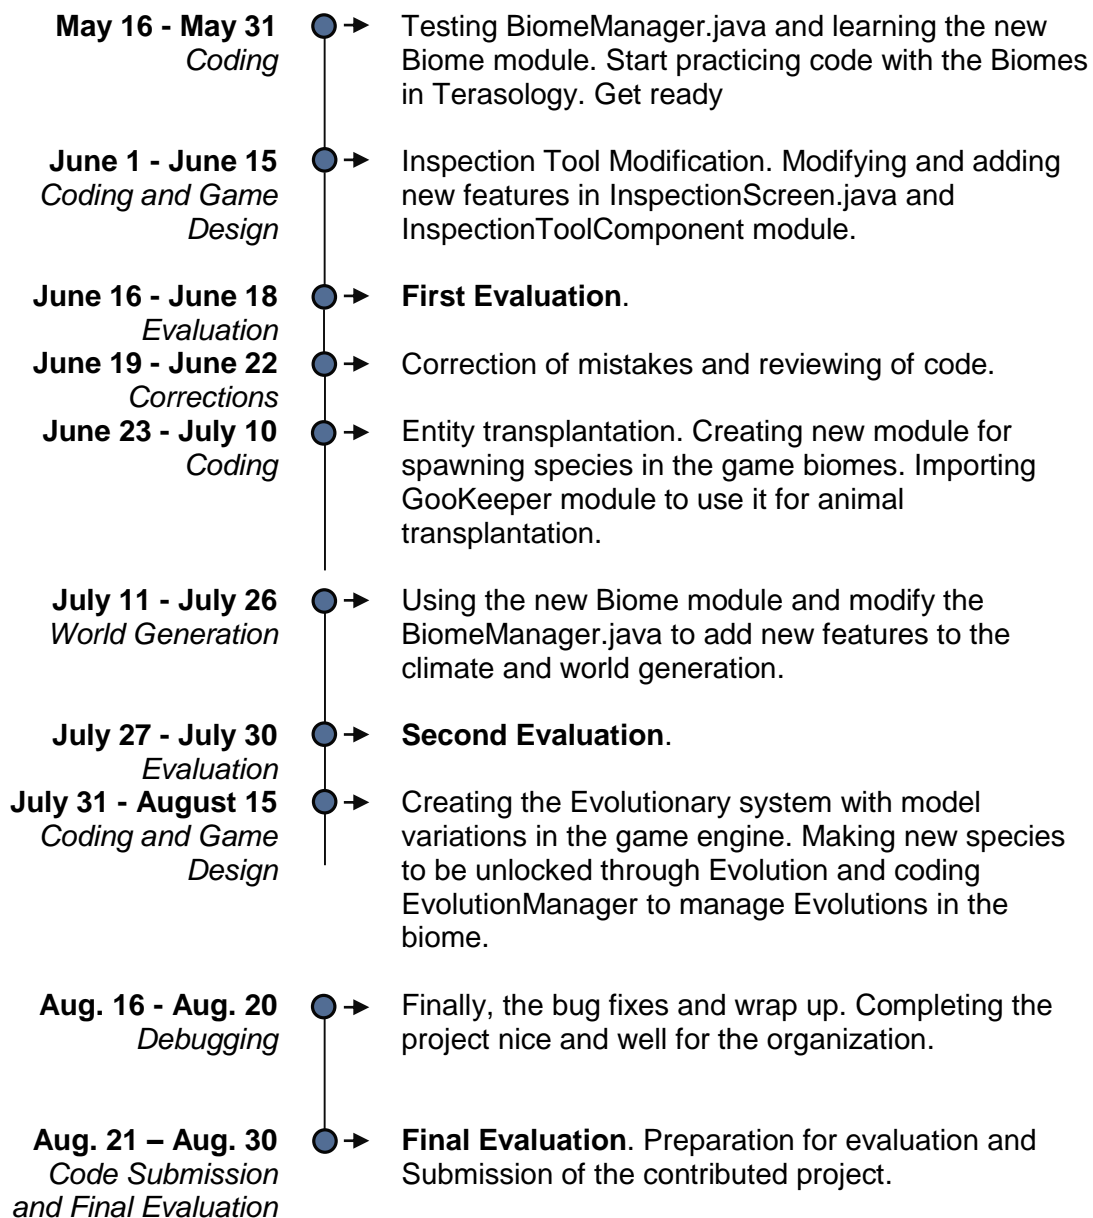 May 16 - May 31
Coding
Testing BiomeManager.java and learning the new
Biome module. Start practicing code with the Biomes
in Terasology. Get ready
June 1 - June 15
Coding and Game
Design
Inspection Tool Modification. Modifying and adding
new features in InspectionScreen.java and
InspectionToolComponent module.
June 16 - June 18
Evaluation
First Evaluation.
June 19 - June 22
Corrections
Correction of mistakes and reviewing of code.
June 23 - July 10
Coding
Entity transplantation. Creating new module for
spawning species in the game biomes. Importing
GooKeeper module to use it for animal
transplantation.
July 11 - July 26
World Generation
Using the new Biome module and modify the
BiomeManager.java to add new features to the
climate and world generation.
July 27 - July 30
Evaluation
Second Evaluation.
July 31 - August 15
Coding and Game
Design
Creating the Evolutionary system with model
variations in the game engine. Making new species
to be unlocked through Evolution and coding
EvolutionManager to manage Evolutions in the
biome.
Aug. 16 - Aug. 20
Debugging
Finally, the bug fixes and wrap up. Completing the
project nice and well for the organization.
Aug. 21 – Aug. 30
Code Submission
and Final Evaluation
Final Evaluation. Preparation for evaluation and
Submission of the contributed project.